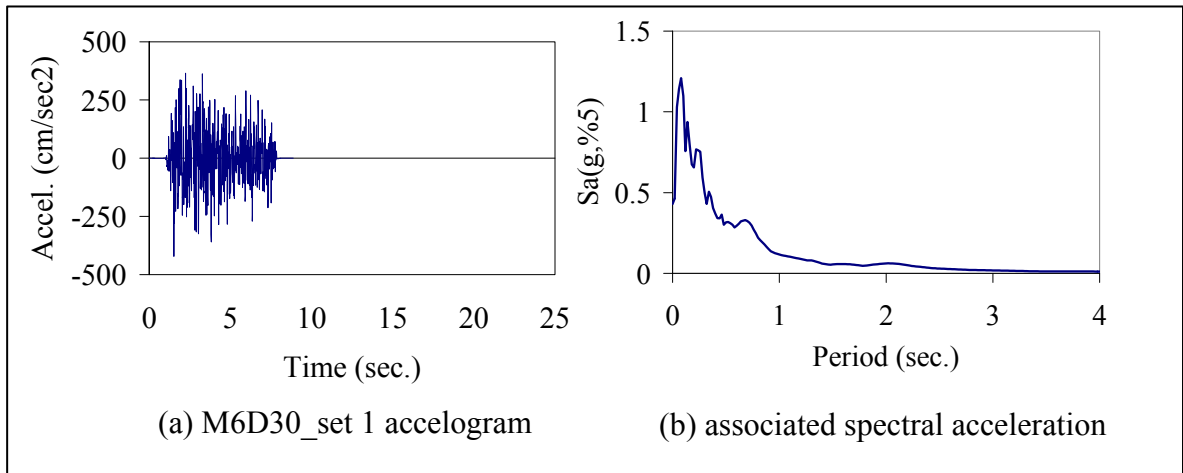 500
250
0
-250
-500
Accel. (cm/sec2)
0 5 10 15 20 25
Time (sec.)
(a) M6D30_set 1 accelogram
1.5
1
0.5
0
Sa(g,%5)
0 1 2 3 4
Period (sec.)
(b) associated spectral acceleration